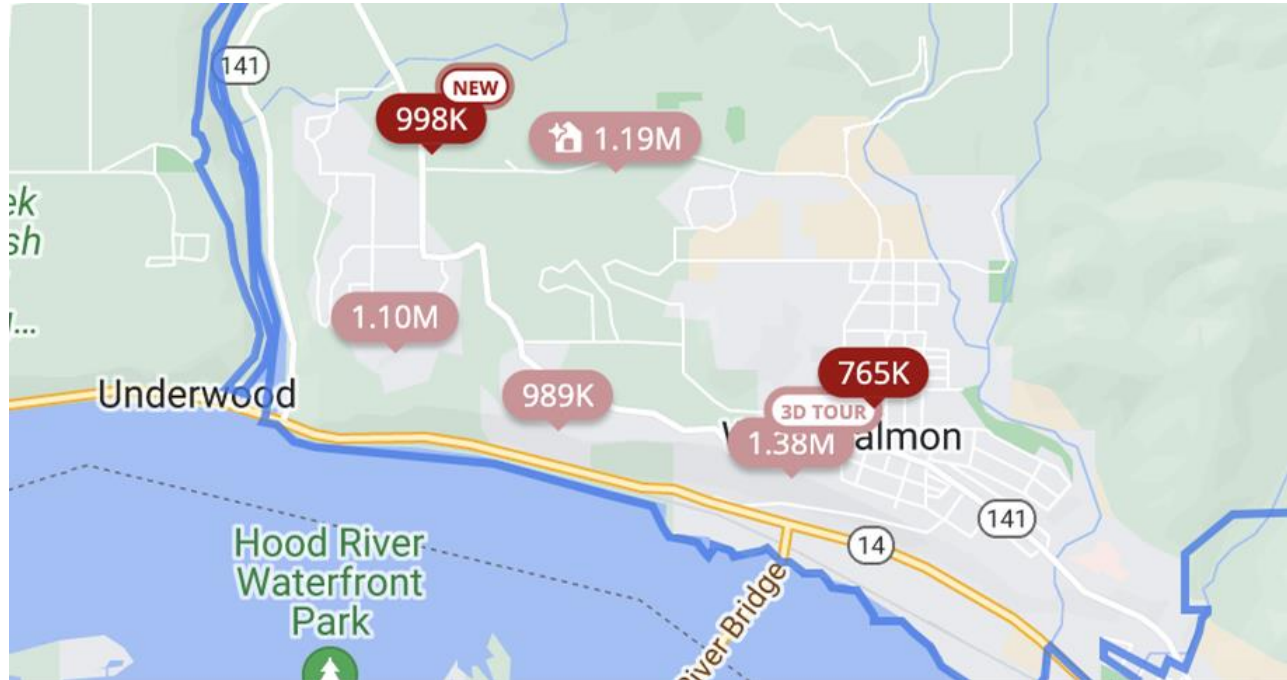 141
NEW
998K
1.19M
1.10M
Underwood
989K
765K
3D TOUR
1.38M
almon
141
14
Hood River
Waterfront
Park
River Bridge
ek
sh
...